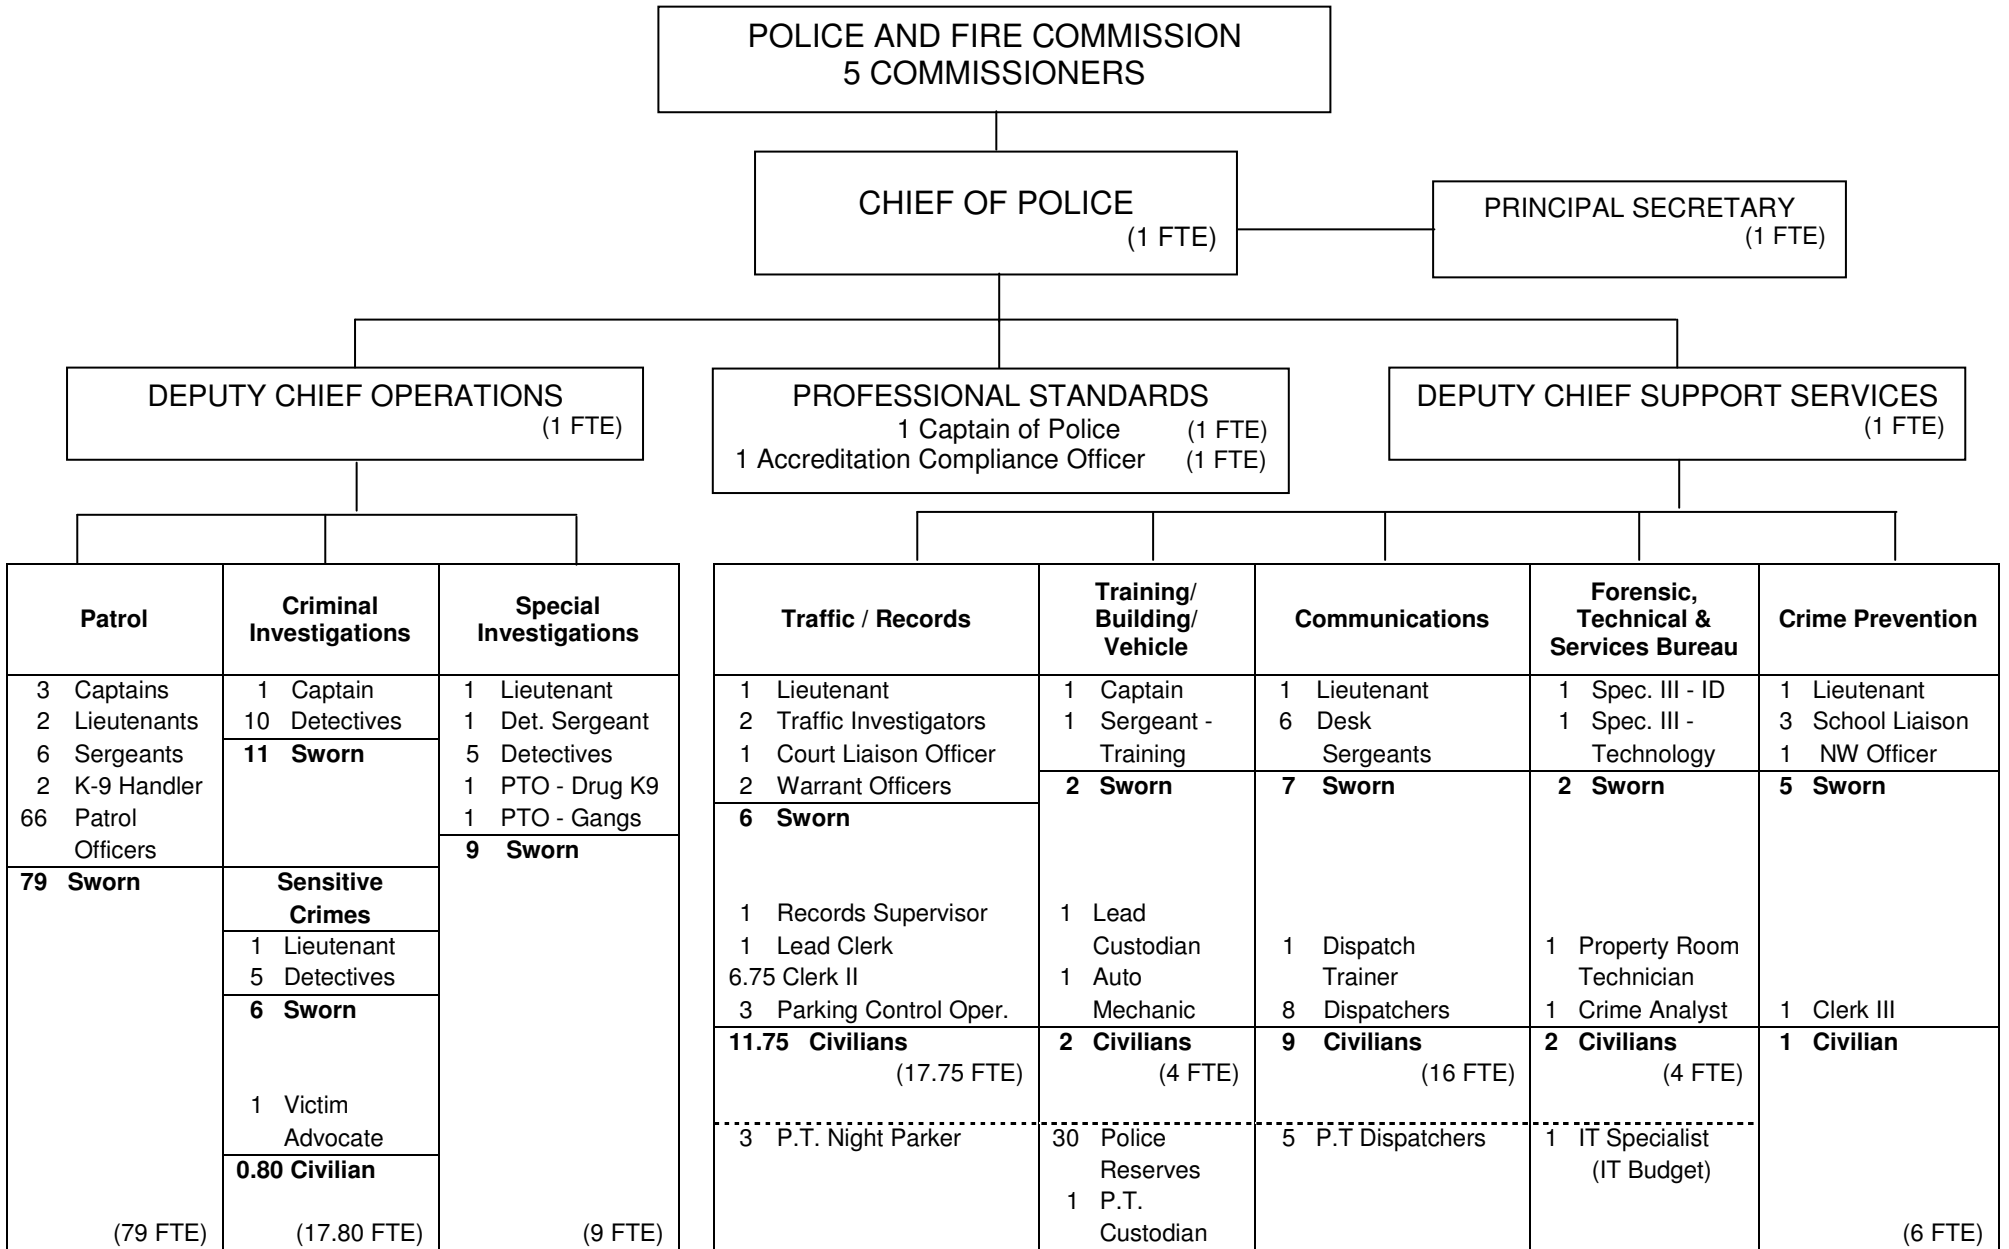 POLICE AND FIRE COMMISSION
5 COMMISSIONERS
CHIEF OF POLICE
(1 FTE)
PRINCIPAL SECRETARY
(1 FTE)
DEPUTY CHIEF OPERATIONS
(1 FTE)
PROFESSIONAL STANDARDS
1 Captain of Police (1 FTE)
1 Accreditation Compliance Officer (1 FTE)
DEPUTY CHIEF SUPPORT SERVICES
(1 FTE)
Patrol
3 Captains
2 Lieutenants
6 Sergeants
2 K-9 Handler
66 Patrol
Officers
79 Sworn
(79 FTE)
Criminal
Investigations
1 Captain
10 Detectives
11 Sworn
Sensitive
Crimes
1 Lieutenant
5 Detectives
6 Sworn
1 Victim
Advocate
0.80 Civilian
(17.80 FTE)
Special
Investigations
1 Lieutenant
1 Det. Sergeant
5 Detectives
1 PTO - Drug K9
1 PTO - Gangs
9 Sworn
(9 FTE)
Traffic / Records
1 Lieutenant
2 Traffic Investigators
1 Court Liaison Officer
2 Warrant Officers
6 Sworn
1 Records Supervisor
1 Lead Clerk
6.75 Clerk II
3 Parking Control Oper.
11.75 Civilians
(17.75 FTE)
3 P.T. Night Parker
Training/
Building/
Vehicle
1 Captain
1 Sergeant -
Training
2 Sworn
1 Lead
Custodian
1 Auto
Mechanic
2 Civilians
(4 FTE)
30 Police
Reserves
1 P.T.
Custodian
Communications
1 Lieutenant
6 Desk
Sergeants
7 Sworn
1 Dispatch
Trainer
8 Dispatchers
9 Civilians
(16 FTE)
5 P.T Dispatchers
Forensic,
Technical &
Services Bureau
1 Spec. III - ID
1 Spec. III -
Technology
2 Sworn
1 Property Room
Technician
1 Crime Analyst
2 Civilians
(4 FTE)
1 IT Specialist
(IT Budget)
Crime Prevention
1 Lieutenant
3 School Liaison
1 NW Officer
5 Sworn
1 Clerk III
1 Civilian
(6 FTE)